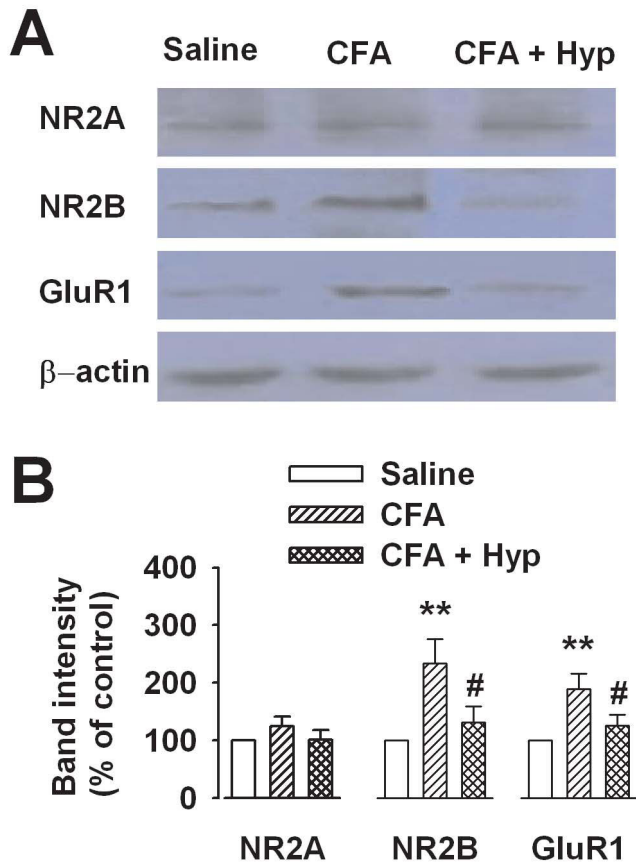 A
Saline CFA CFA + Hyp
NR2A
NR2B
GluR1
β–actin
B
Saline
CFA
CFA + Hyp
Band intensity
(% of control)
400
300
200
100
0
** # ** #
NR2A NR2B GluR1